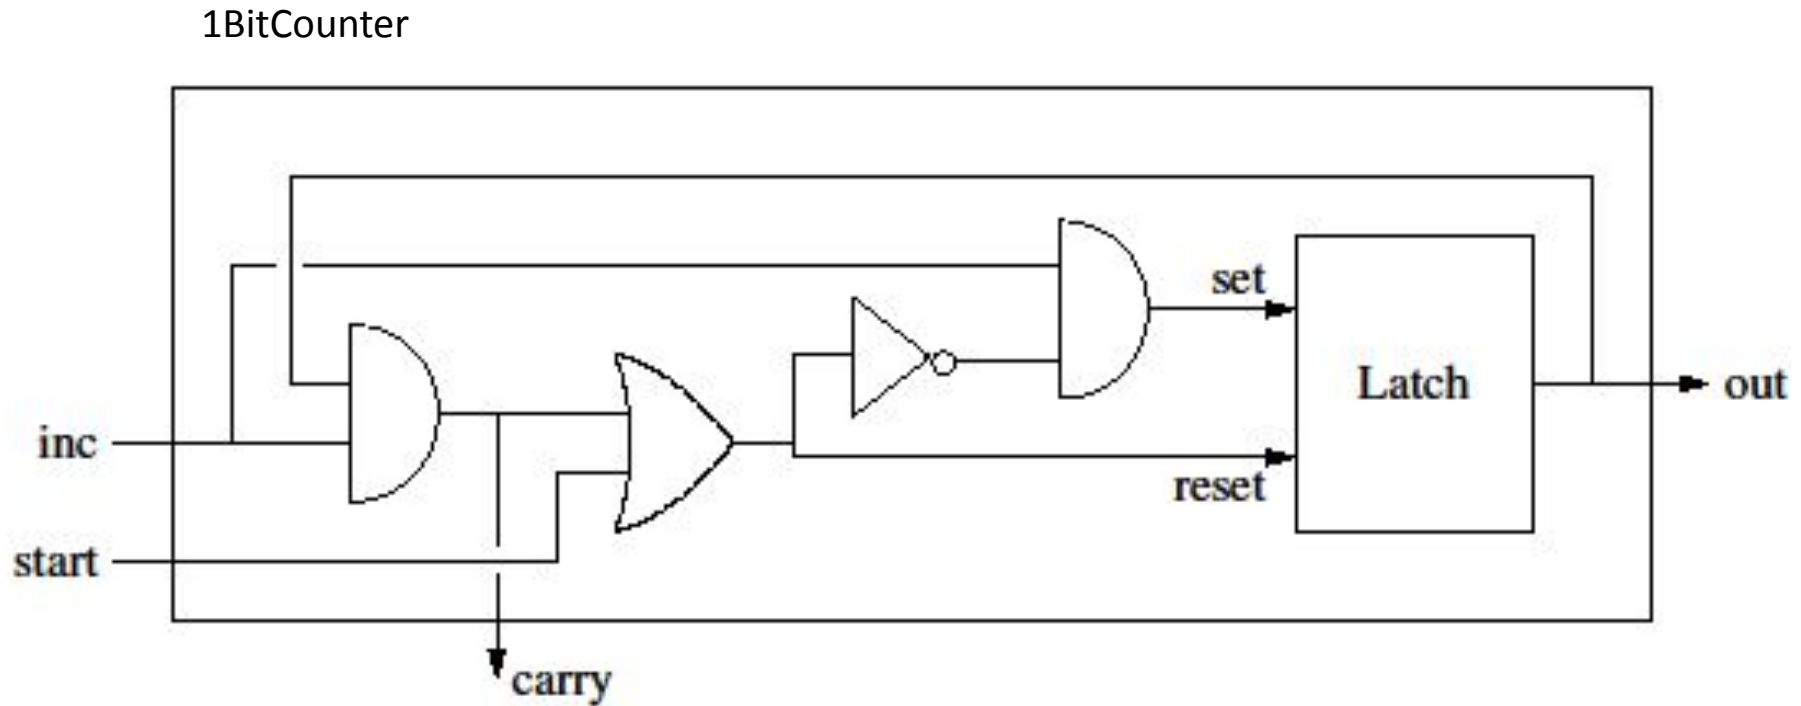 1BitCounter
set
Latch
out
inc
reset
start
carry